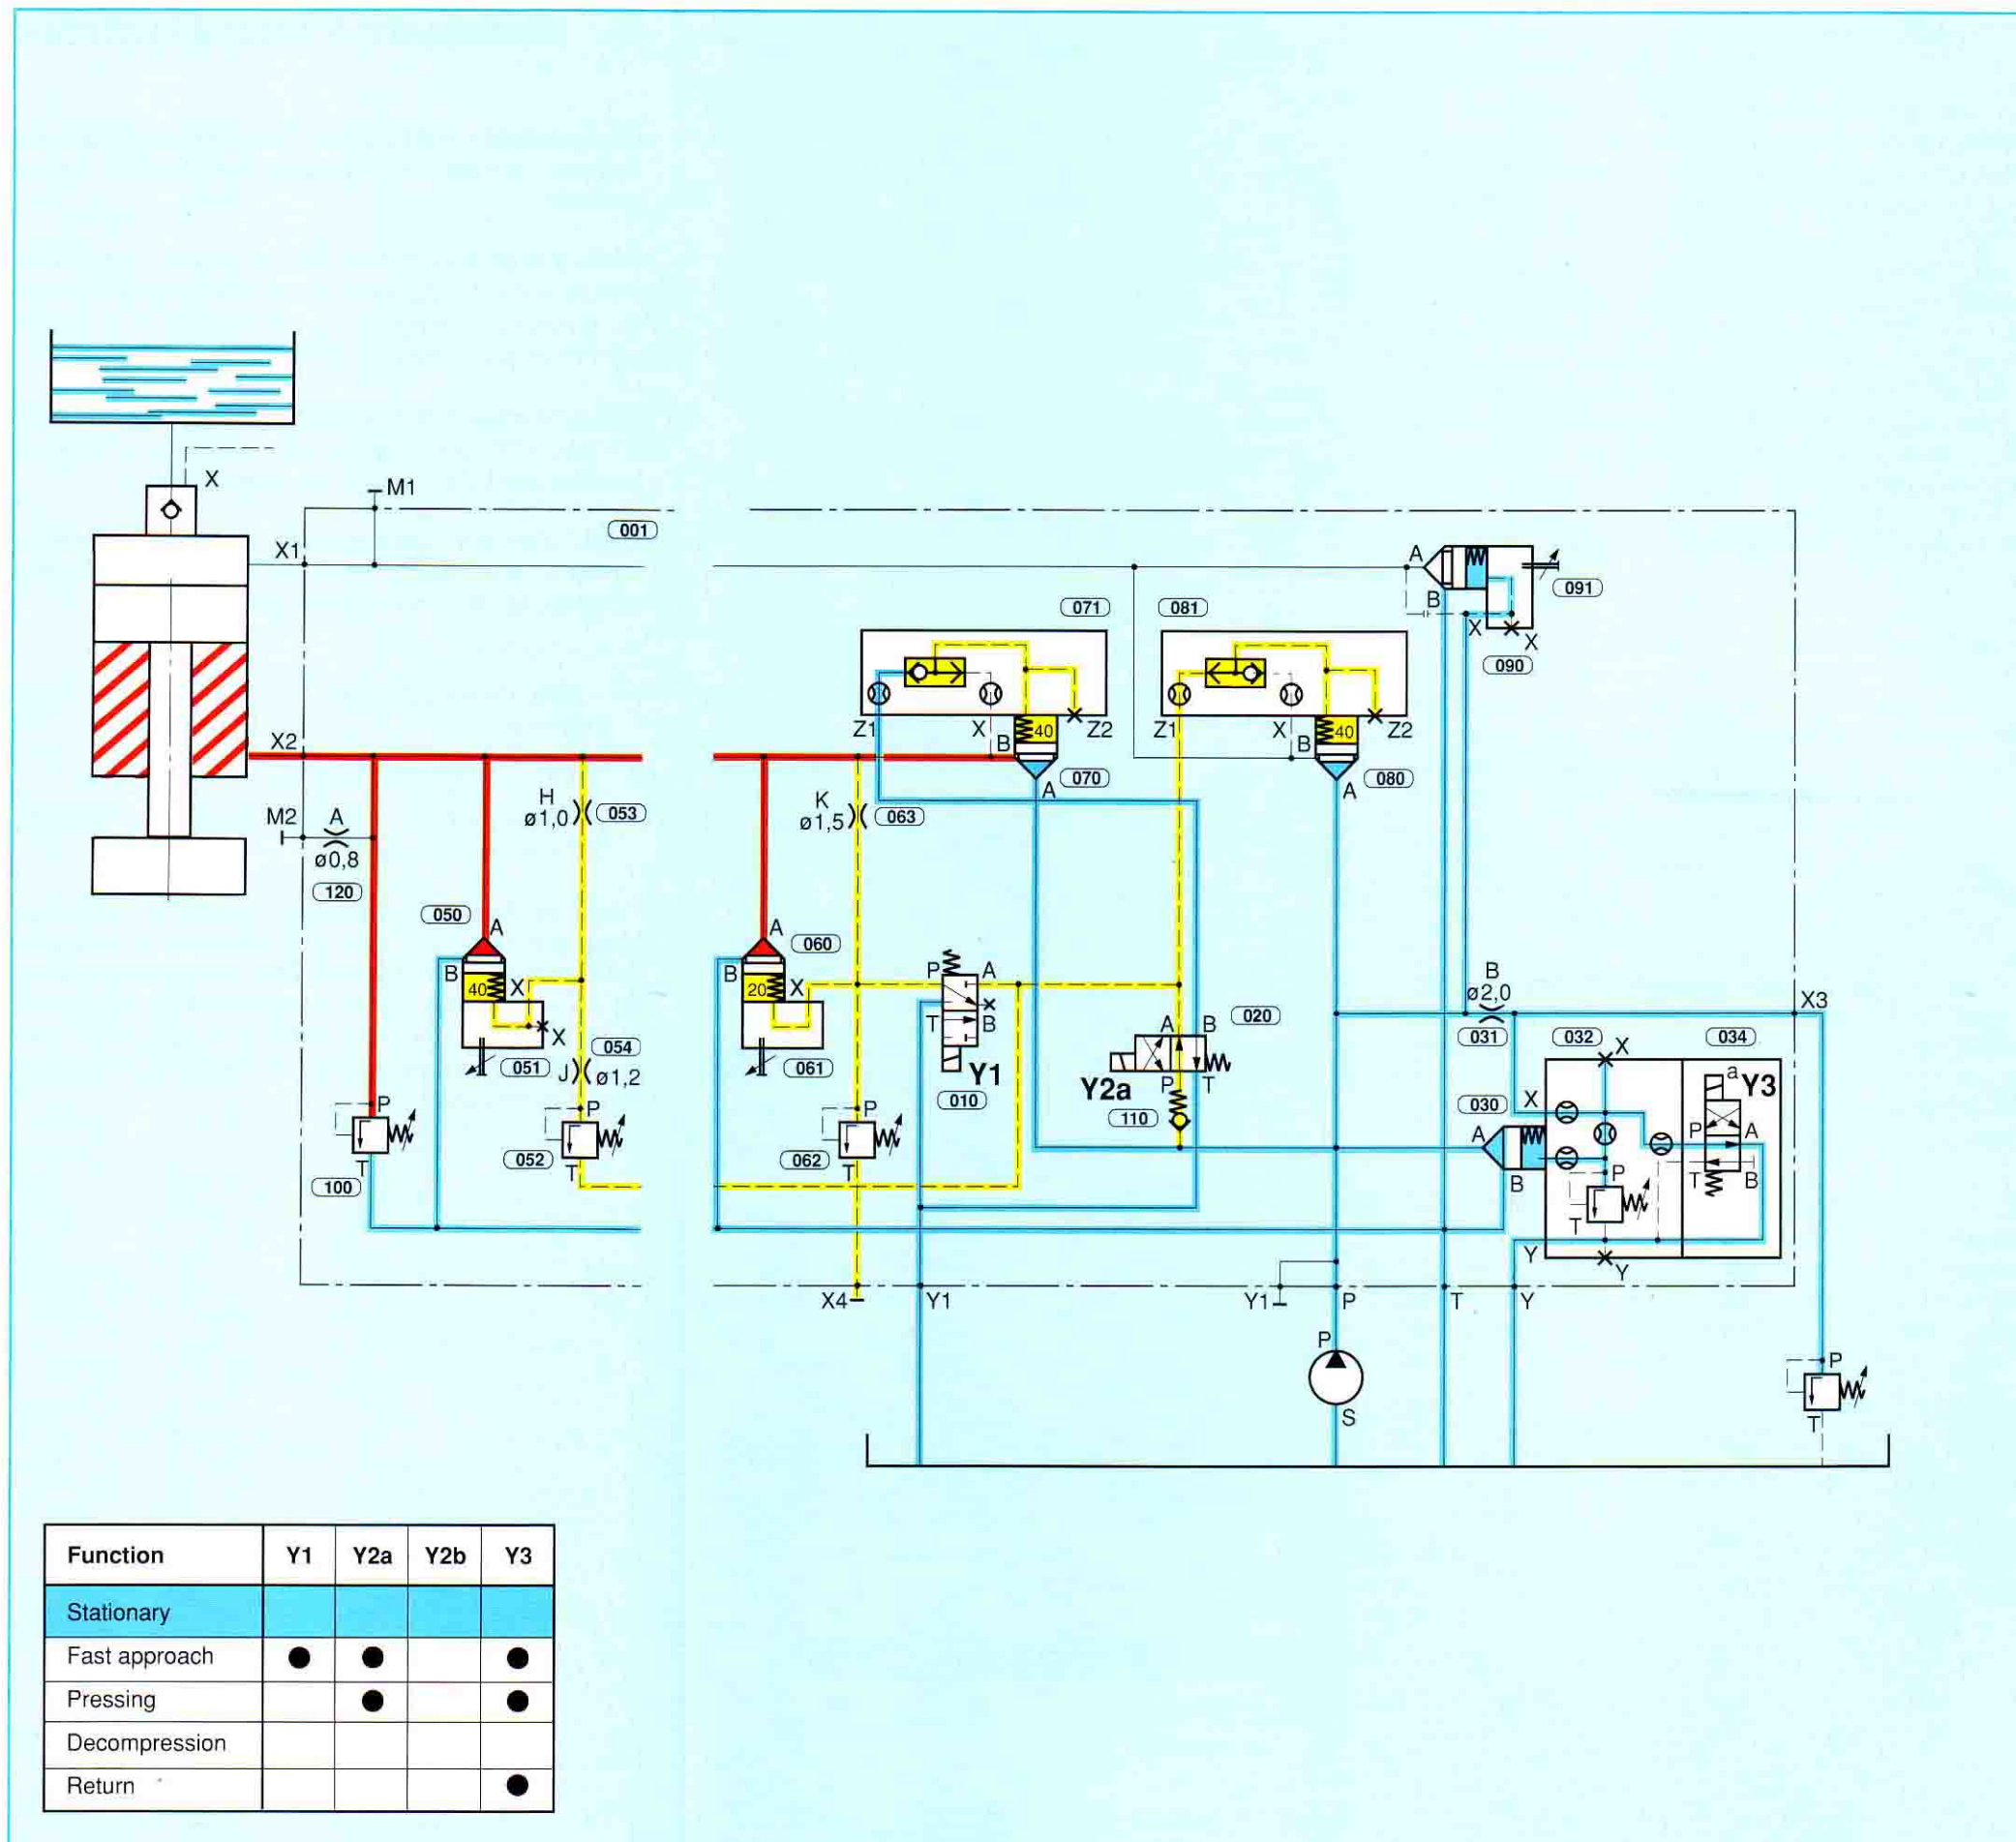 X
M1
001
X1
A
091
B
X
X
090
071
081
Z1
X
B
40
Z2
Z1
X
B
40
Z2
070
080
A
A
X2
M2
A
ø0,8
120
H
ø1,0
053
K
ø1,5
063
050
A
B
40
X
X
051
054
J
ø1,2
060
A
B
20
X
061
P
A
T
B
Y1
010
A
B
020
Y2a
P
T
110
B
ø2,0
031
X3
032
X
034
a
Y3
030
X
A
B
P
A
T
B
P
T
Y
Y
P
T
100
P
T
052
P
T
062
X4
Y1
Y1
P
T
Y
P
S
P
T
Function Y1 Y2a Y2b Y3
Stationary
Fast approach ● ● ●
Pressing ● ●
Decompression
Return ●